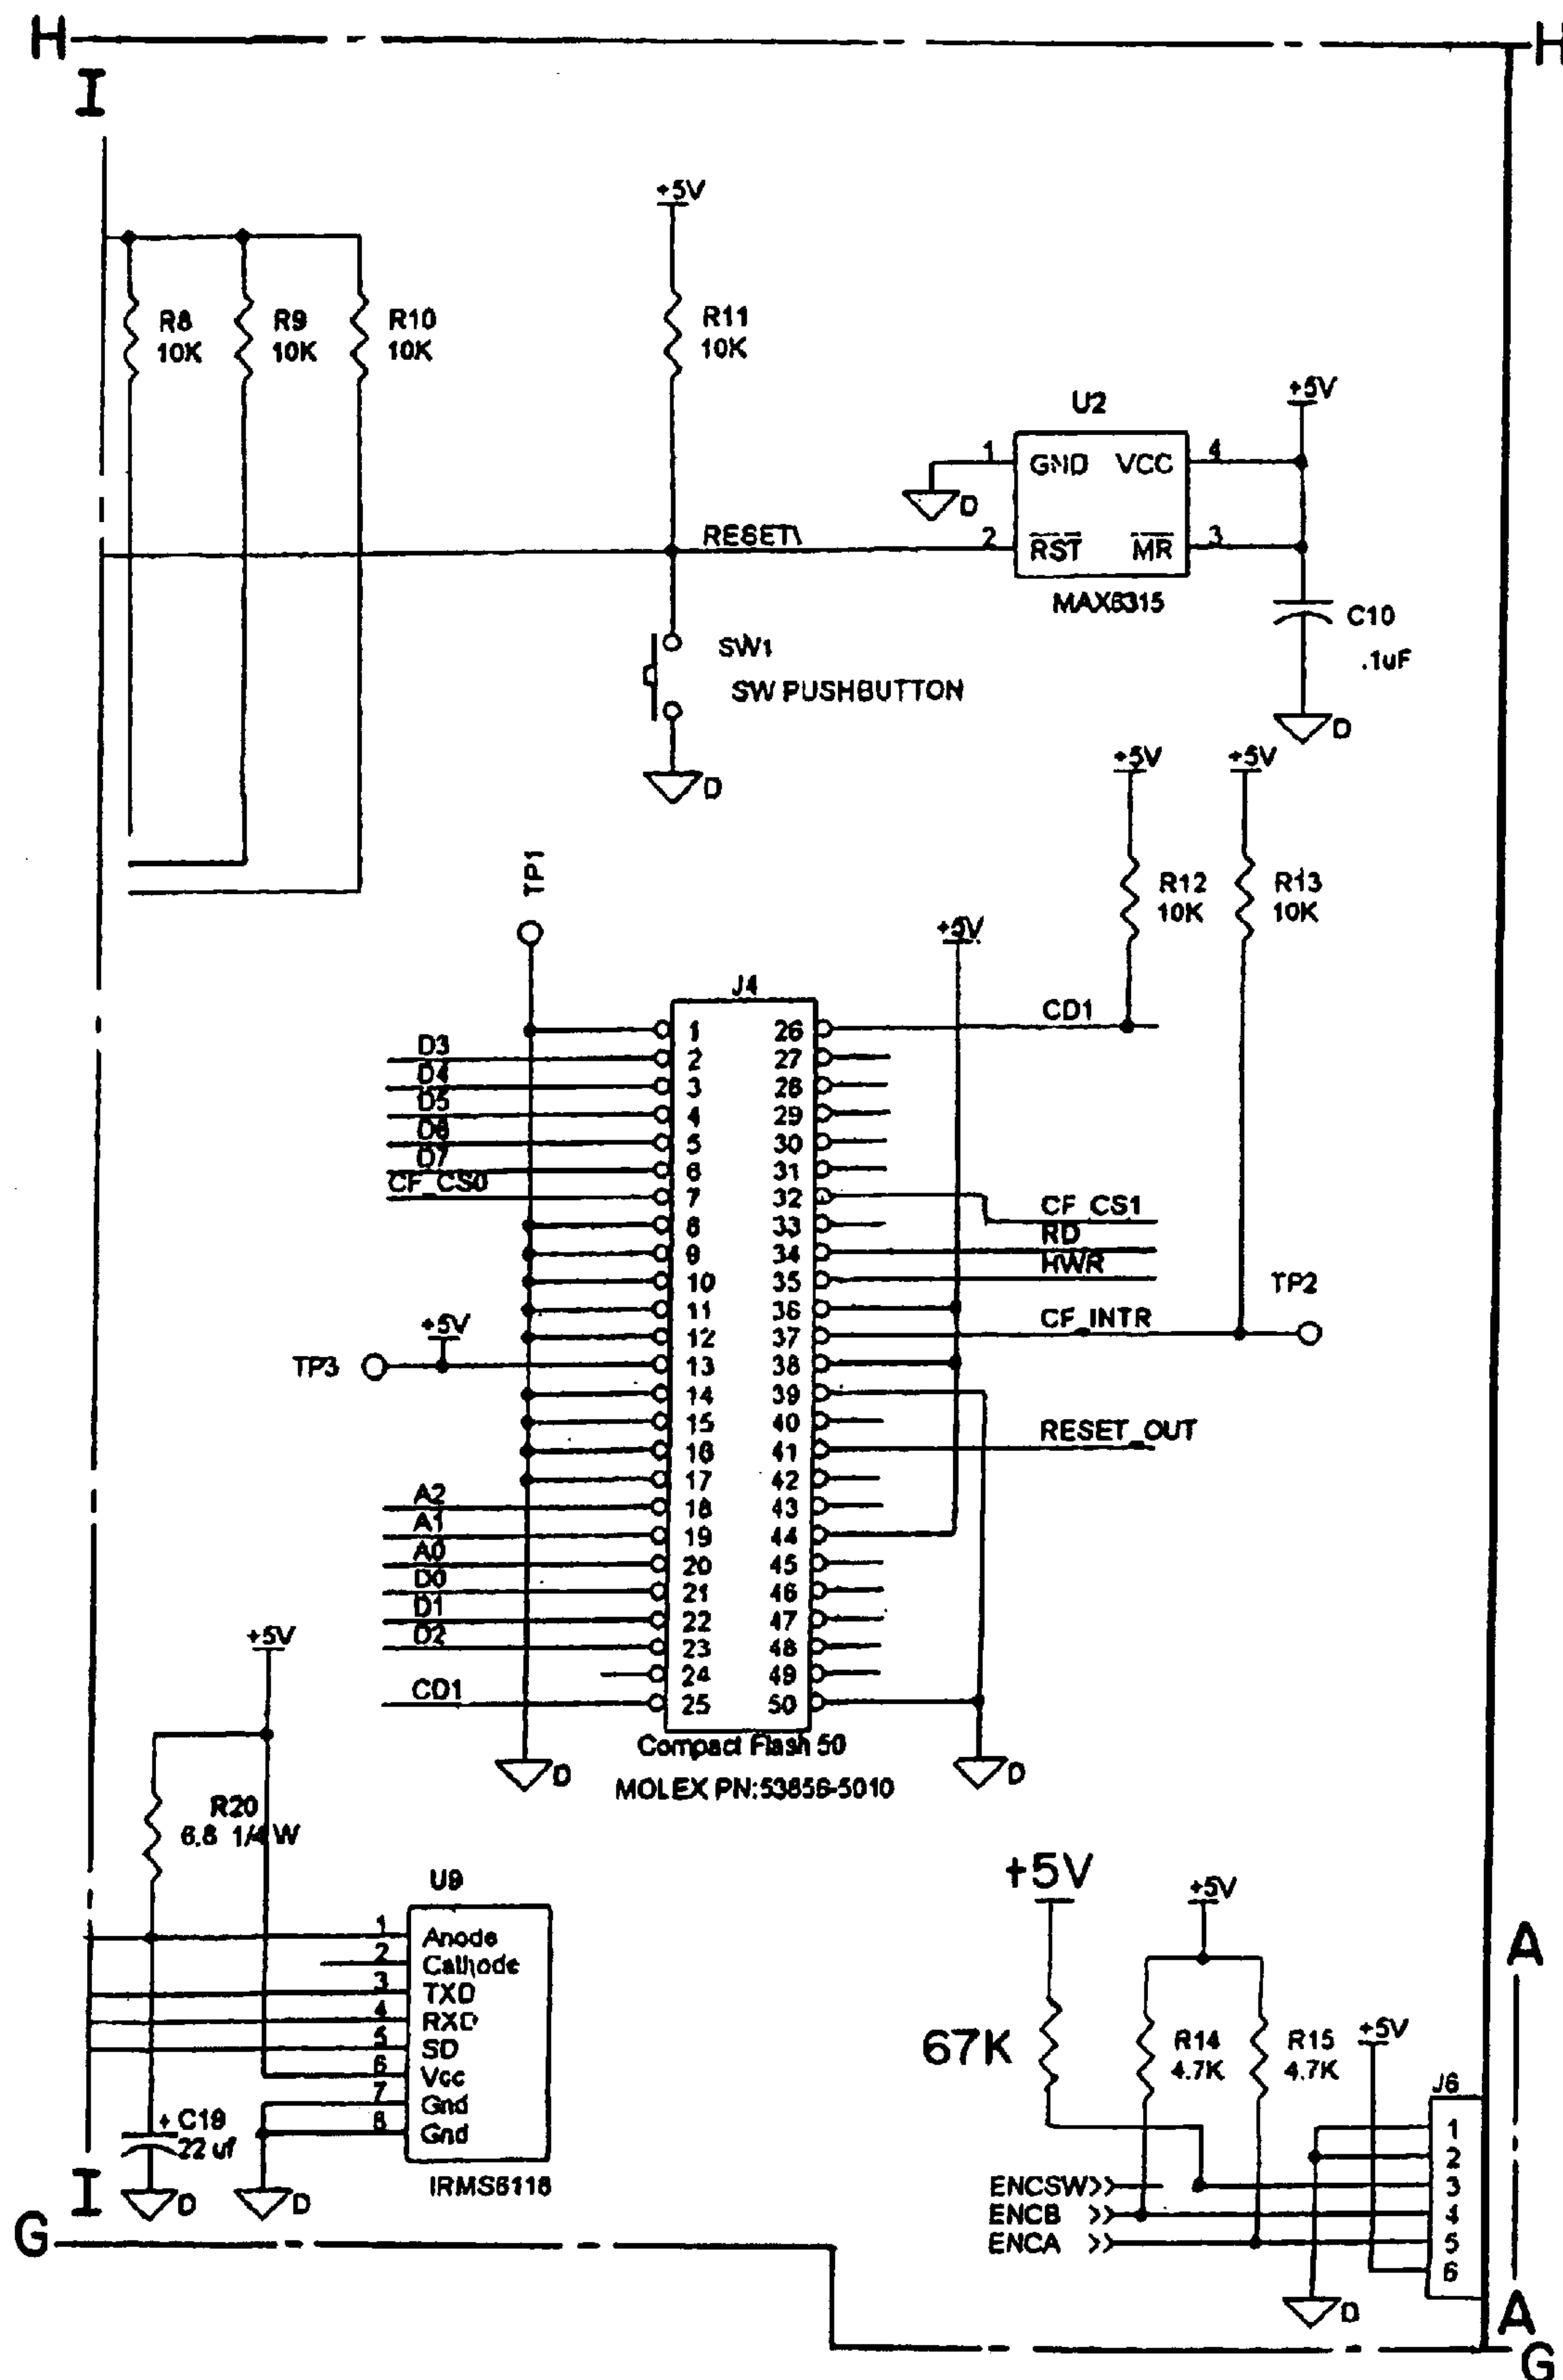 H
H
I
+5V
R8
10K
R9
10K
R10
10K
R11
10K
U2
+5V
1
GND
VCC
4
D
RESET\
2
RST
MR
3
MAX6315
C10
.1uF
SW1
SW PUSHBUTTON
D
D
+5V
+5V
TP1
R12
10K
R13
10K
+5V
J4
CD1
1
26
D3
2
27
D4
3
28
D5
4
29
D6
5
30
D7
6
31
CF_CS0
7
32
CF_CS1
8
33
RD
9
34
HWR
10
35
TP2
11
36
+5V
CF_INTR
12
37
TP3
13
38
14
39
15
40
RESET_OUT
16
41
17
42
A2
18
43
A1
19
44
A0
20
45
D0
21
46
D1
22
47
D2
23
48
+5V
24
49
CD1
25
50
Compact Flash 50
D
D
MOLEX PN:53856-5010
R20
6.8 1/4 W
U9
+5V
+5V
A
1
Anode
2
Cathode
3
TXD
4
RXD
5
SD
6
Vcc
7
Gnd
8
Gnd
67K
R14
4.7K
R15
4.7K
+5V
J6
+ C19
22 uf
1
2
IRMS6118
I
D
D
ENCSW>>
3
ENCB >>
4
G
ENCA >>
5
6
D
A
G